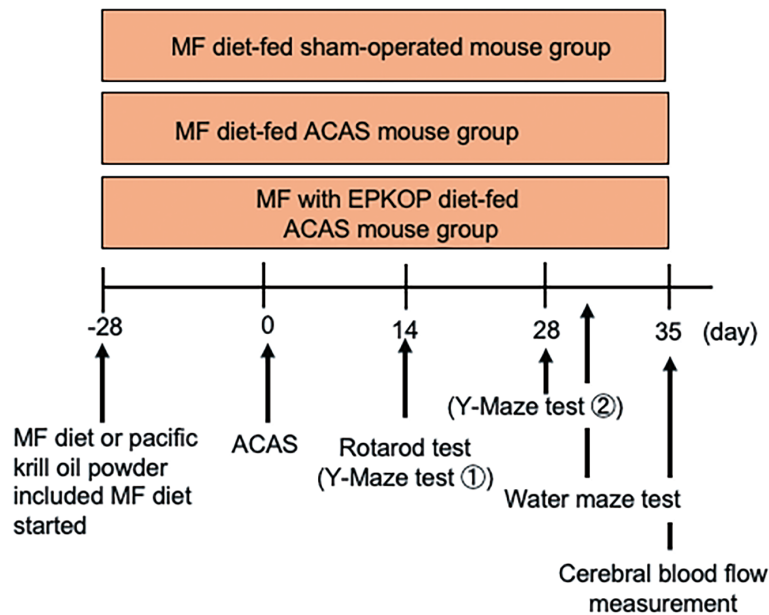 MF diet-fed sham-operated mouse group
MF diet-fed ACAS mouse group
MF with EPKOP diet-fed
ACAS mouse group
-28
0
14
28
35
(day)
MF diet or pacific
krill oil powder
included MF diet
started
ACAS
Rotarod test
(Y-Maze test ①)
(Y-Maze test ②)
Water maze test
Cerebral blood flow
measurement